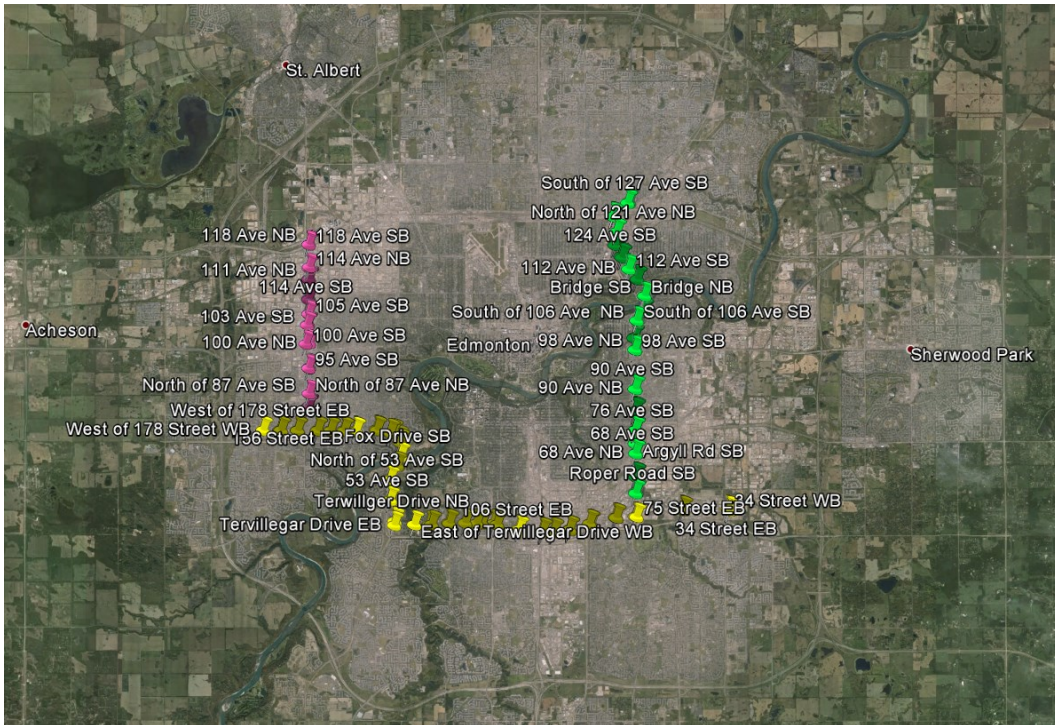 St. Albert
South of 127 Ave SB
North of 121 Ave NB
118 Ave NB
118 Ave SB
124 Ave SB
114 Ave NB
111 Ave NB
112 Ave NB
112 Ave SB
114 Ave SB
Bridge SB
Bridge NB
105 Ave SB
103 Ave SB
South of 106 Ave NB
South of 106 Ave SB
Acheson
100 Ave NB
100 Ave SB
Edmonton
98 Ave NB
98 Ave SB
Sherwood Park
95 Ave SB
90 Ave SB
North of 87 Ave SB
North of 87 Ave NB
90 Ave NB
West of 178 Street EB
76 Ave SB
West of 178 Street WB
156 Street EB
Fox Drive SB
68 Ave SB
68 Ave NB
Argyll Rd SB
North of 53 Ave SB
Roper Road SB
53 Ave SB
Terwillger Drive NB
106 Street EB
75 Street EB
34 Street WB
Tervillegar Drive EB
East of Terwillegar Drive WB
34 Street EB